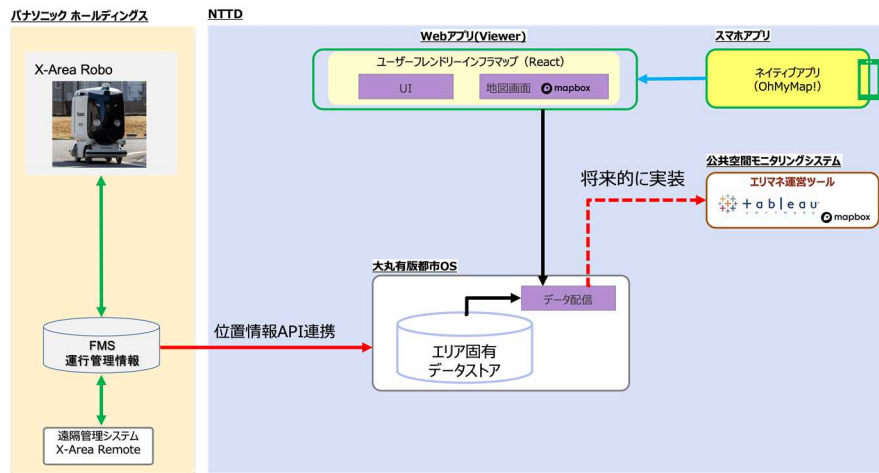 パナソニック ホールディングス
NTTD
X-Area Robo
Webアプリ(Viewer)
ユーザーフレンドリーインフラマップ（React）
UI
地図画面 mapbox
スマホアプリ
ネイティブアプリ
（OhMyMap!）
公共空間モニタリングシステム
エリマネ運営ツール
+ableau
SOFTWARE
mapbox
将来的に実装
大丸有版都市OS
データ配信
エリア固有
データストア
位置情報API連携
FMS
運行管理情報
遠隔管理システム
X-Area Remote